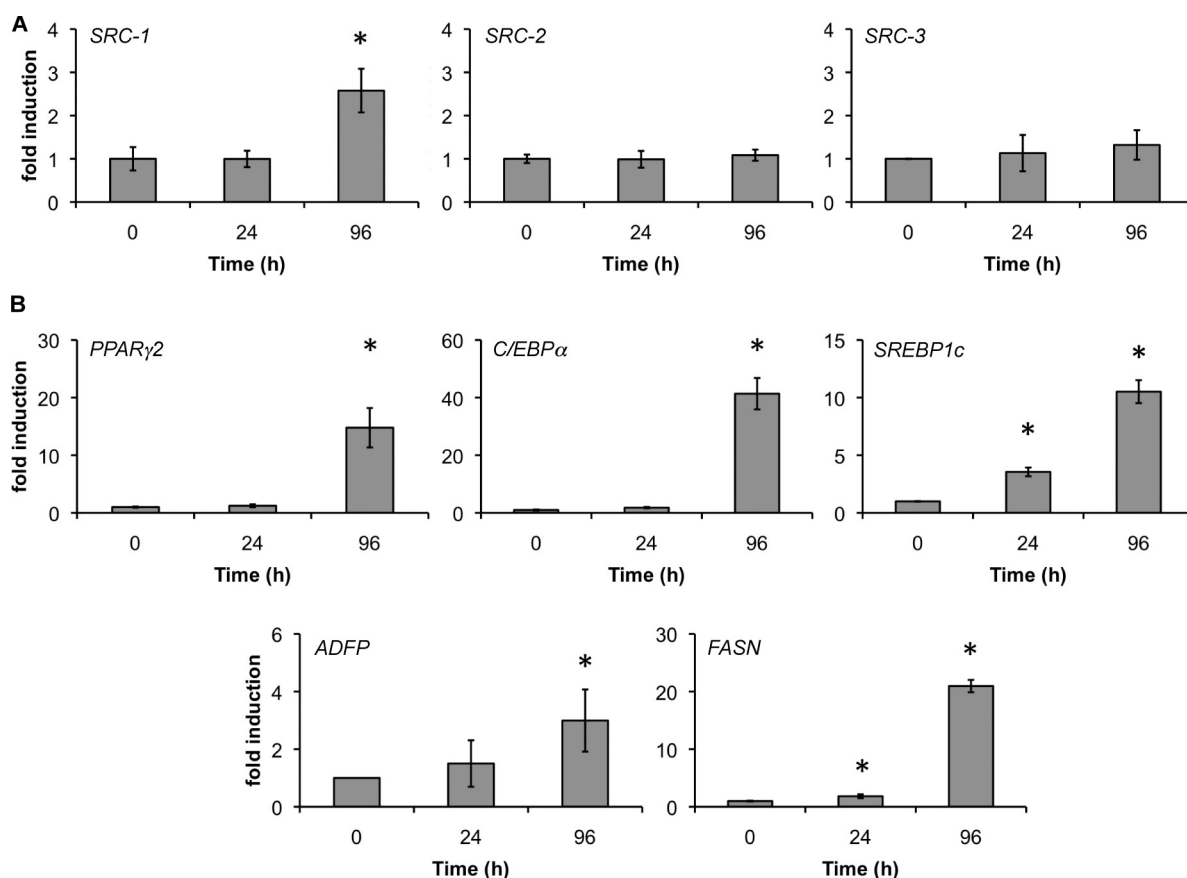 A
SRC-1
SRC-2
SRC-3
fold induction
4
3
2
1
0
*
4
3
2
1
0
4
3
2
1
0
0 24 96
0 24 96
0 24 96
Time (h)
Time (h)
Time (h)
B
PPARγ2
C/EBPα
SREBP1c
fold induction
30
20
10
0
*
60
40
20
0
*
15
10
5
0
*
*
0 24 96
0 24 96
0 24 96
Time (h)
Time (h)
Time (h)
ADFP
FASN
fold induction
6
4
2
0
*
30
20
10
0
*
*
0 24 96
0 24 96
Time (h)
Time (h)